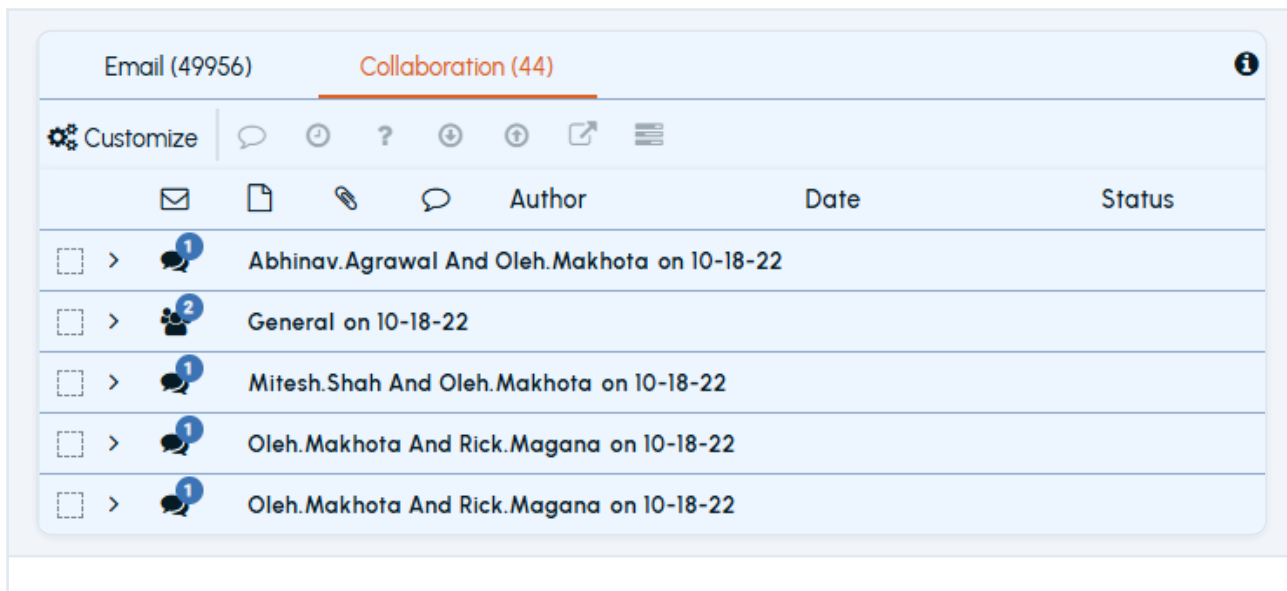 Email (49956) Collaboration (44)
Customize ?
Author Date Status
1 Abhinav.Agrawal And Oleh.Makhota on 10-18-22
2 General on 10-18-22
1 Mitesh.Shah And Oleh.Makhota on 10-18-22
1 Oleh.Makhota And Rick.Magana on 10-18-22
1 Oleh.Makhota And Rick.Magana on 10-18-22